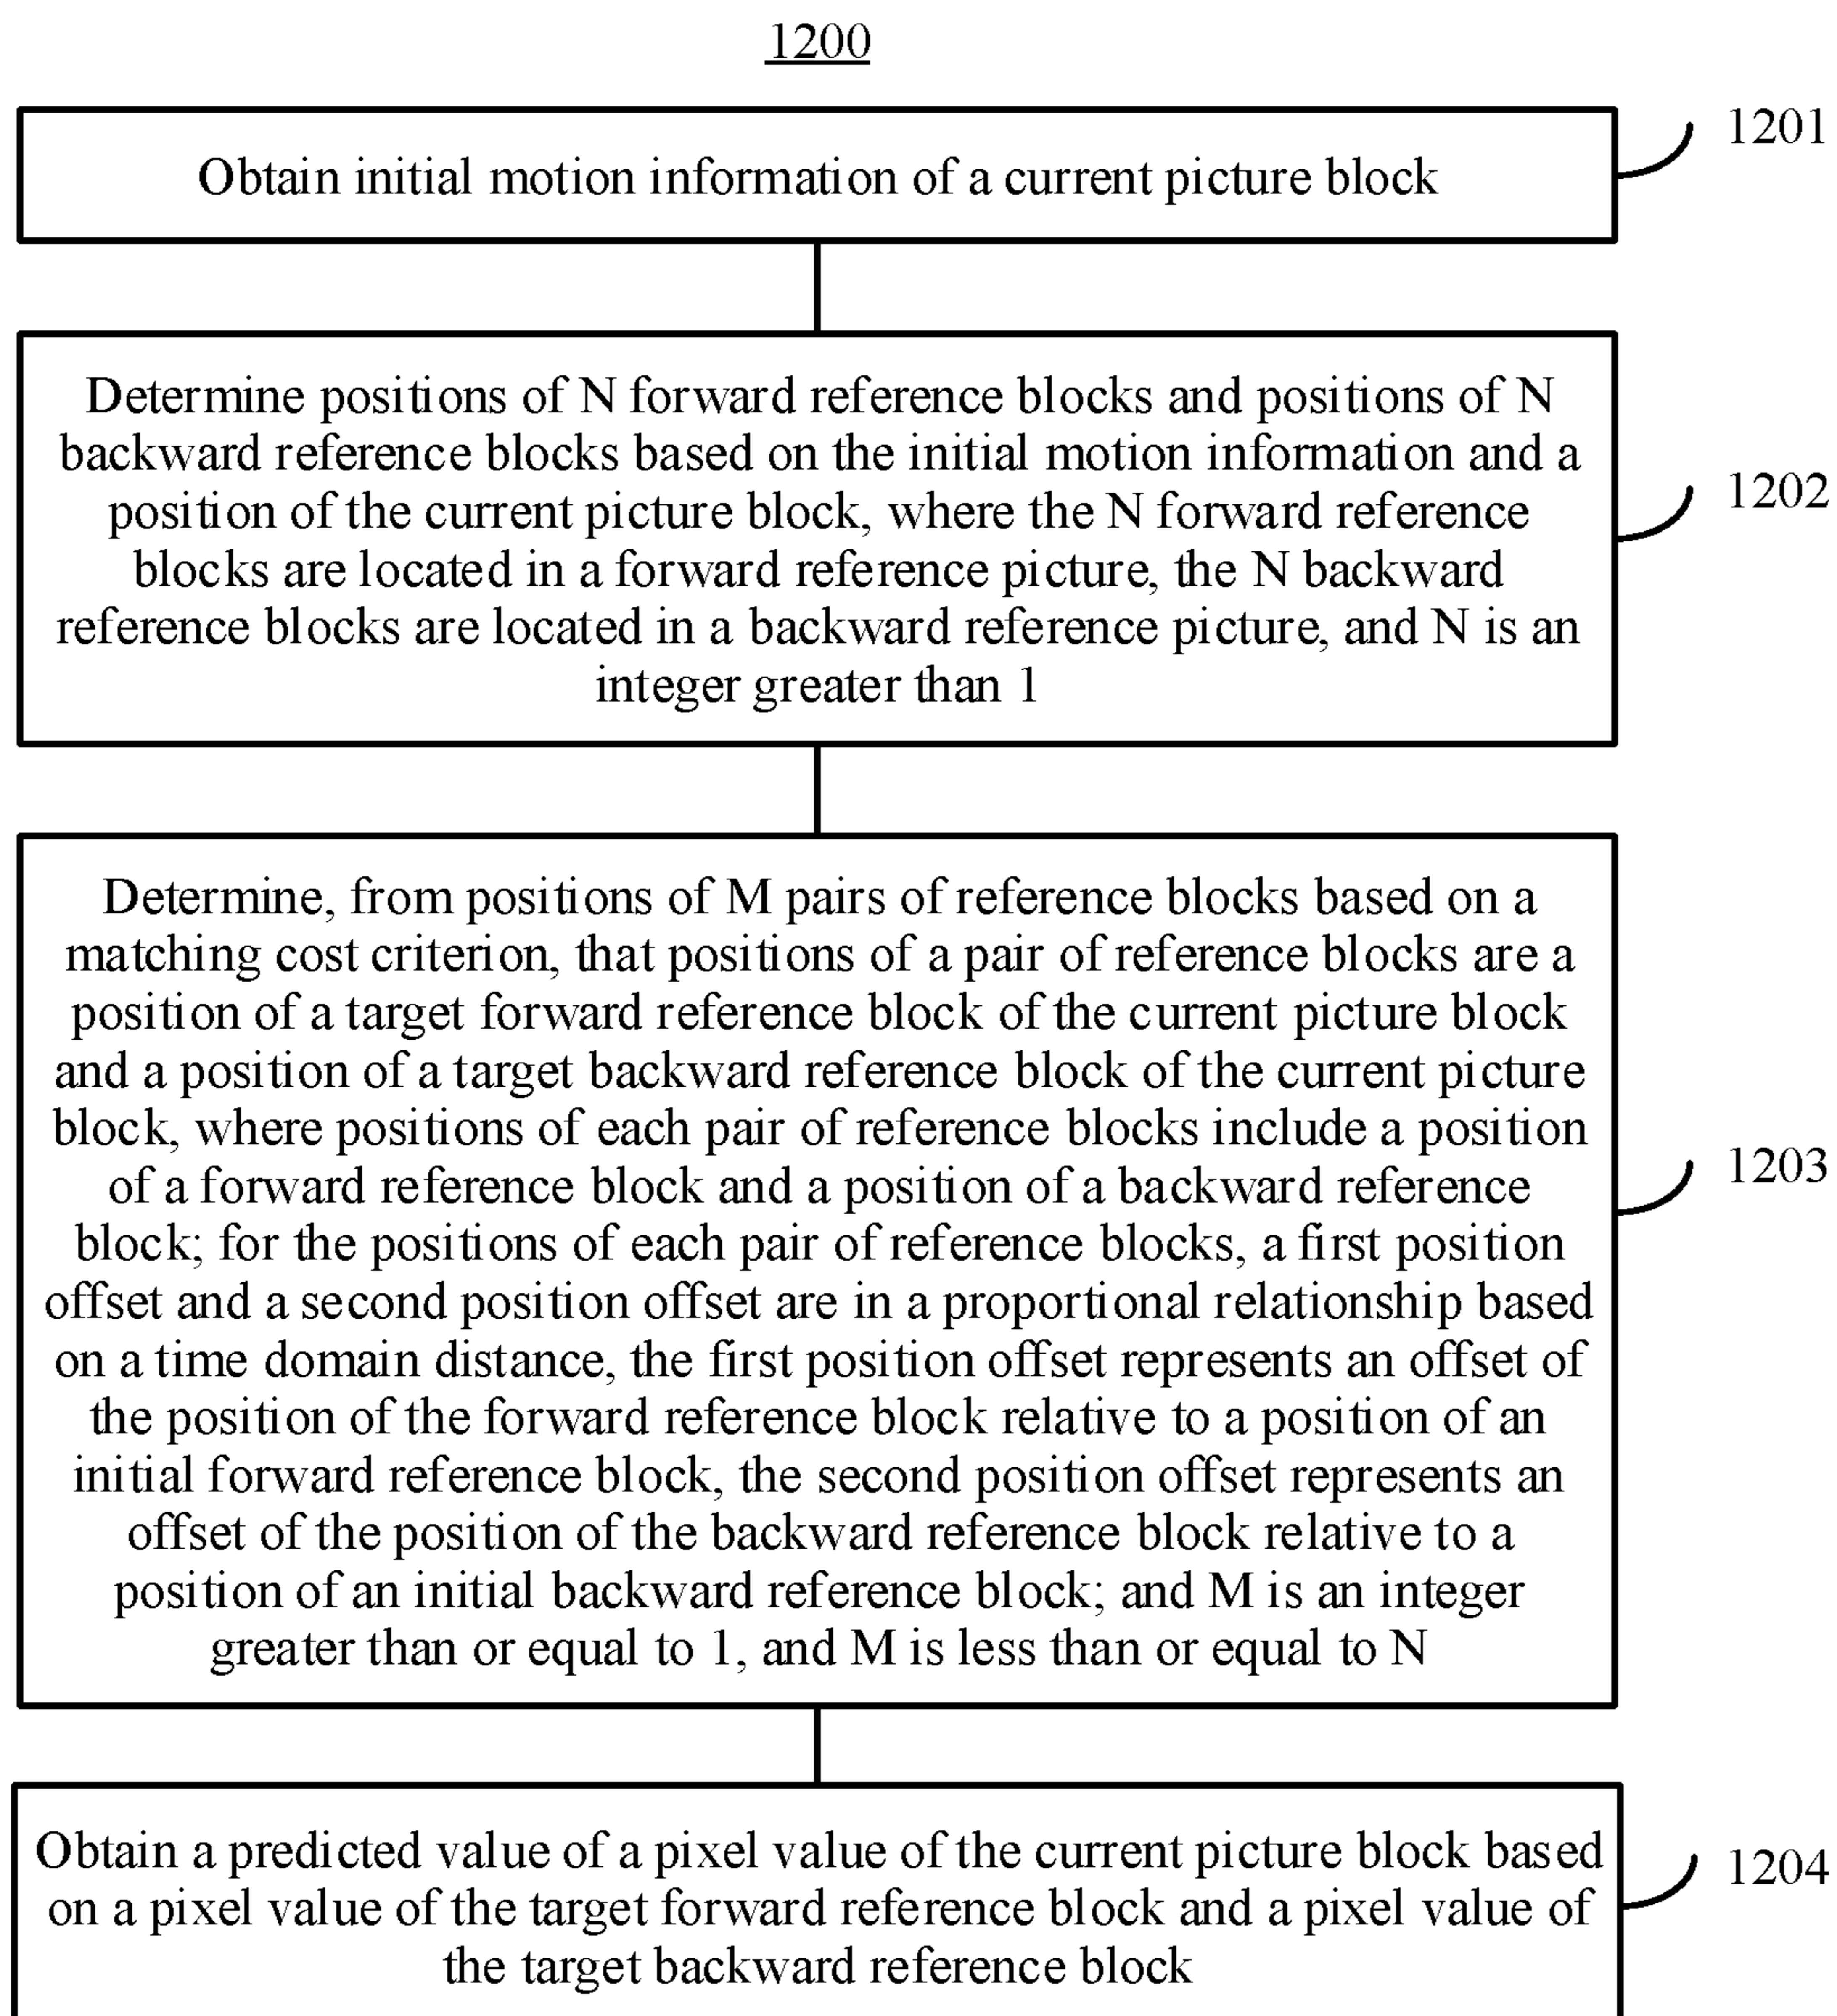 1200
1201
Obtain initial motion information of a current picture block
Determine positions of N forward reference blocks and positions of N
backward reference blocks based on the initial motion information and a
position of the current picture block, where the N forward reference
1202
blocks are located in a forward reference picture, the N backward
reference blocks are located in a backward reference picture, and N is an
integer greater than 1
Determine, from positions of M pairs of reference blocks based on a
matching cost criterion, that positions of a pair of reference blocks are a
position of a target forward reference block of the current picture block
and a position of a target backward reference block of the current picture
block, where positions of each pair of reference blocks include a position
1203
of a forward reference block and a position of a backward reference
block; for the positions of each pair of reference blocks, a first position
offset and a second position offset are in a proportional relationship based
on a time domain distance, the first position offset represents an offset of
the position of the forward reference block relative to a position of an
initial forward reference block, the second position offset represents an
offset of the position of the backward reference block relative to a
position of an initial backward reference block; and M is an integer
greater than or equal to 1, and M is less than or equal to N
Obtain a predicted value of a pixel value of the current picture block based
1204
on a pixel value of the target forward reference block and a pixel value of
the target backward reference block